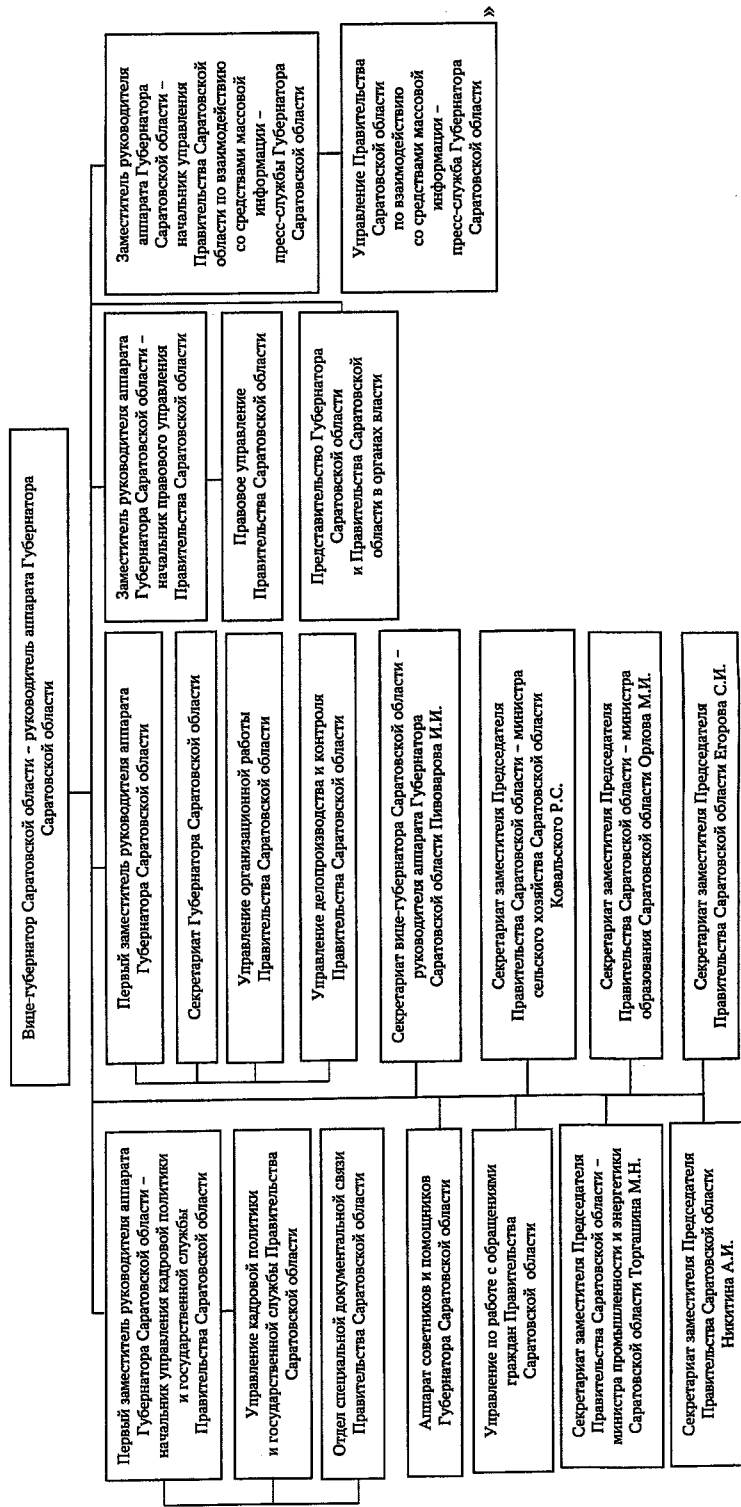 Вице-губернатор Саратовской области – руководитель аппарата Губернатора
Саратовской области
Первый заместитель руководителя аппарата
Губернатора Саратовской области –
начальник управления кадровой политики
и государственной службы
Правительства Саратовской области
Управление кадровой политики
и государственной службы Правительства
Саратовской области
Отдел специальной документальной связи
Правительства Саратовской области
Аппарат советников и помощников
Губернатора Саратовской области
Управление по работе с обращениями
граждан Правительства
Саратовской области
Секретариат заместителя Председателя
Правительства Саратовской области –
министра промышленности и энергетики
Саратовской области Торгашина М.Н.
Секретариат заместителя Председателя
Правительства Саратовской области
Никитина А.И.
Первый заместитель руководителя аппарата
Губернатора Саратовской области
Секретариат Губернатора Саратовской области
Управление организационной работы
Правительства Саратовской области
Управление делопроизводства и контроля
Правительства Саратовской области
Секретариат вице-губернатора Саратовской области –
руководителя аппарата Губернатора
Саратовской области Пивоварова И.И.
Секретариат заместителя Председателя
Правительства Саратовской области – министра
сельского хозяйства Саратовской области
Ковальского Р.С.
Секретариат заместителя Председателя
Правительства Саратовской области – министра
образования Саратовской области Орлова М.И.
Секретариат заместителя Председателя
Правительства Саратовской области Егорова С.И.
Заместитель руководителя аппарата
Губернатора Саратовской области –
начальник правового управления
Правительства Саратовской области
Правовое управление
Правительства Саратовской области
Представительство Губернатора
Саратовской области
и Правительства Саратовской
области в органах власти
Заместитель руководителя
аппарата Губернатора
Саратовской области –
начальник управления
Правительства Саратовской
области по взаимодействию
со средствами массовой
информации –
пресс-службы Губернатора
Саратовской области
Управление Правительства
Саратовской области
по взаимодействию
со средствами массовой
информации –
пресс-служба Губернатора
Саратовской области
»